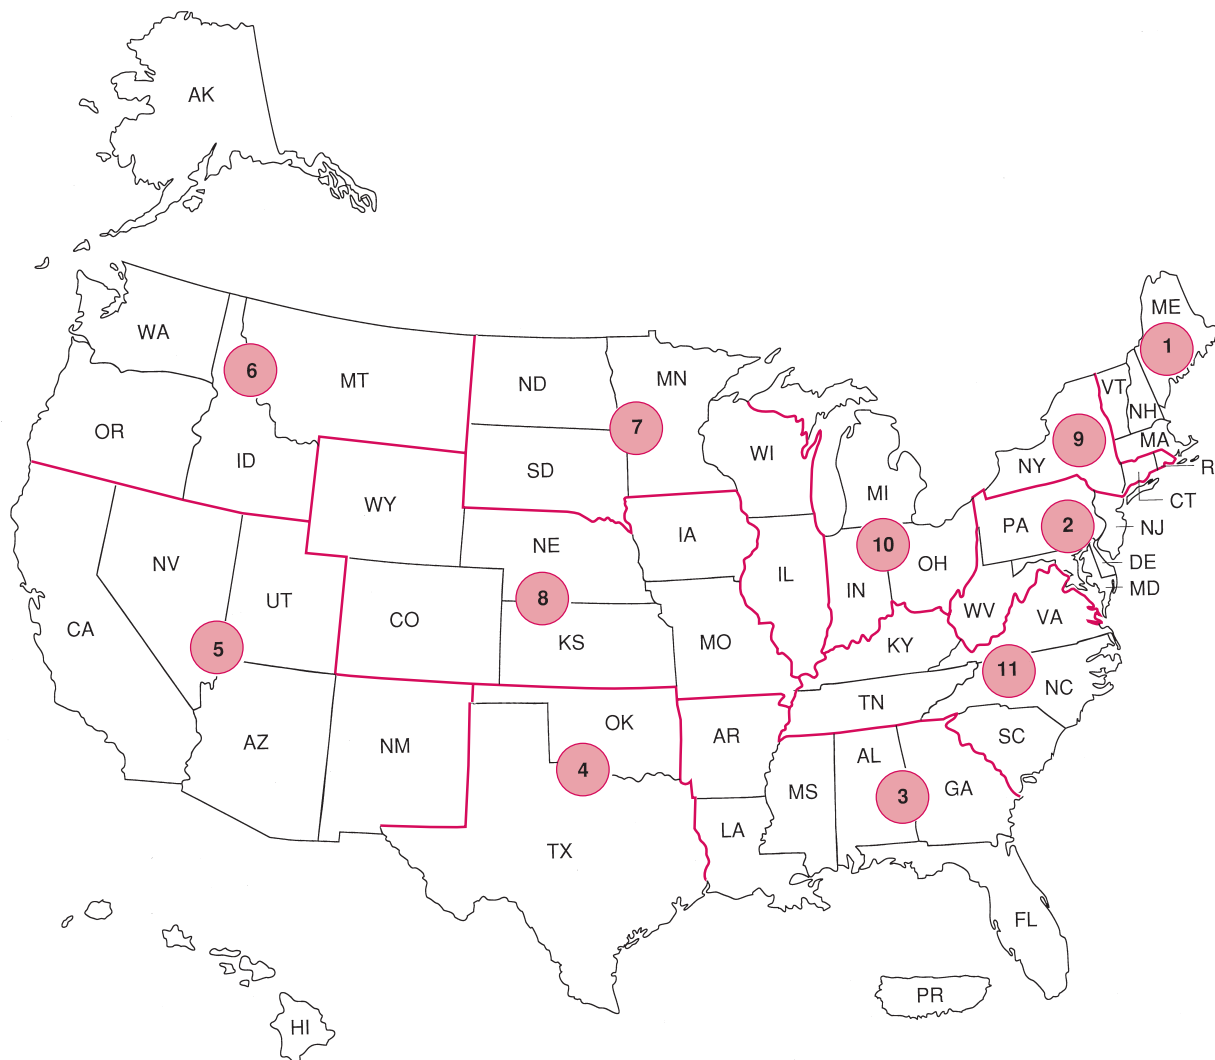 AK
ME
1
WA
6
MT
ND
MN
VT
NH
OR
7
9
MA
ID
SD
WI
NY
R
WY
MI
CT
IA
PA
2
NJ
NE
10
OH
NV
IL
IN
DE
UT
8
MD
CO
WV
VA
CA
KS
MO
KY
5
11
NC
TN
OK
AZ
NM
AR
SC
AL
4
MS
3
GA
LA
TX
FL
PR
HI